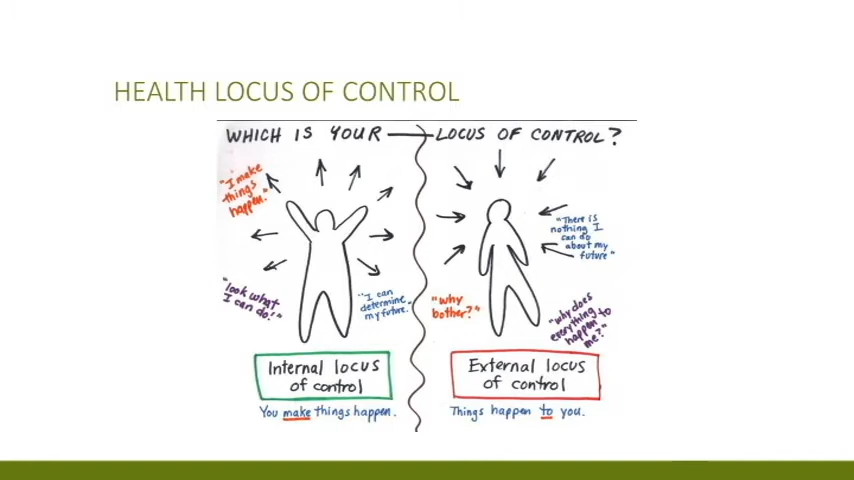 HEALTH LOCUS OF CONTROL
WHICH IS YOUR LOCUS OF CONTROL?
"I make
things
happen."
"look what
I can do!"
"I can
determine
my future.
Internal locus
of control
You make things happen.
"There is
nothing I
can do
about my
future"
"why
bother?"
"why does
everything
happen to
me?"
External locus
of control
Things happen to you.